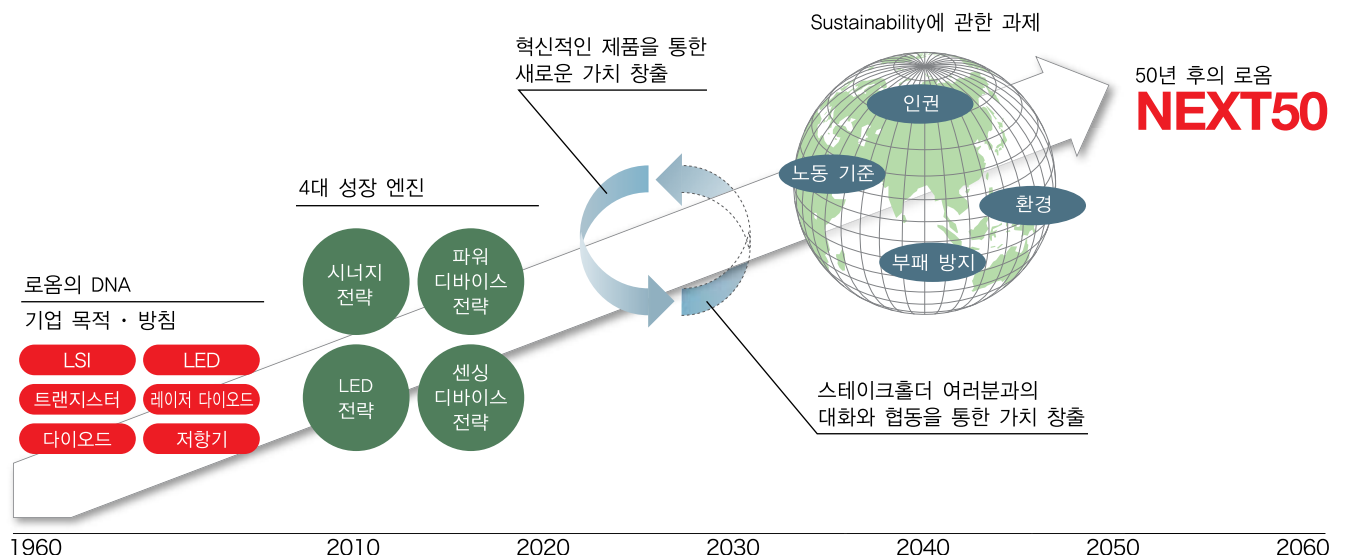 로옴의 DNA
기업 목적・방침
LSI
LED
트랜지스터
레이저 다이오드
다이오드
저항기
4대 성장 엔진
시너지
전략
파워
디바이스
전략
LED
전략
센싱
디바이스
전략
혁신적인 제품을 통한
새로운 가치 창출
스테이크홀더 여러분과의
대화와 협동을 통한 가치 창출
Sustainability에 관한 과제
인권
노동 기준
환경
부패 방지
50년 후의 로옴
NEXT50
1960
2010
2020
2030
2040
2050
2060